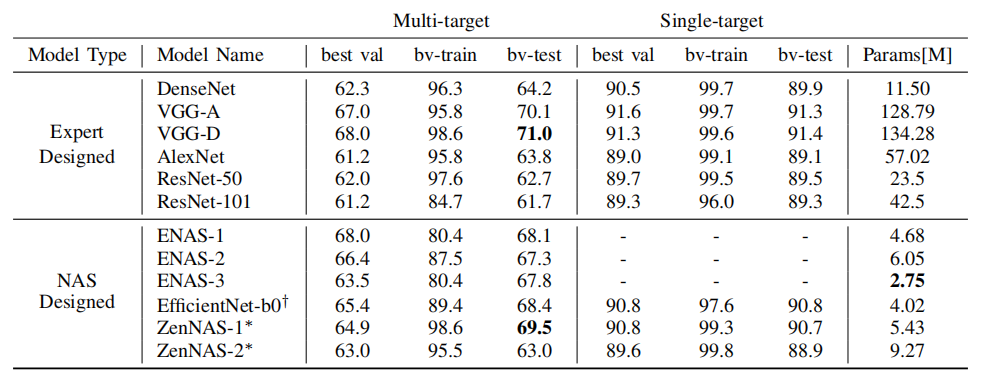 Multi-target Single-target
Model Type Model Name best val bv-train bv-test best val bv-train bv-test Params[M]
DenseNet 62.3 96.3 64.2 90.5 99.7 89.9 11.50
VGG-A 67.0 95.8 70.1 91.6 99.7 91.3 128.79
Expert VGG-D 68.0 98.6 71.0 91.3 99.6 91.4 134.28
Designed AlexNet 61.2 95.8 63.8 89.0 99.1 89.1 57.02
ResNet-50 62.0 97.6 62.7 89.7 99.5 89.5 23.5
ResNet-101 61.2 84.7 61.7 89.3 96.0 89.3 42.5
ENAS-1 68.0 80.4 68.1 - - - 4.68
ENAS-2 66.4 87.5 67.3 - - - 6.05
NAS ENAS-3 63.5 80.4 67.8 - - - 2.75
Designed EfficientNet-b0† 65.4 89.4 68.4 90.8 97.6 90.8 4.02
ZenNAS-1* 64.9 98.6 69.5 90.8 99.3 90.7 5.43
ZenNAS-2* 63.0 95.5 63.0 89.6 99.8 88.9 9.27